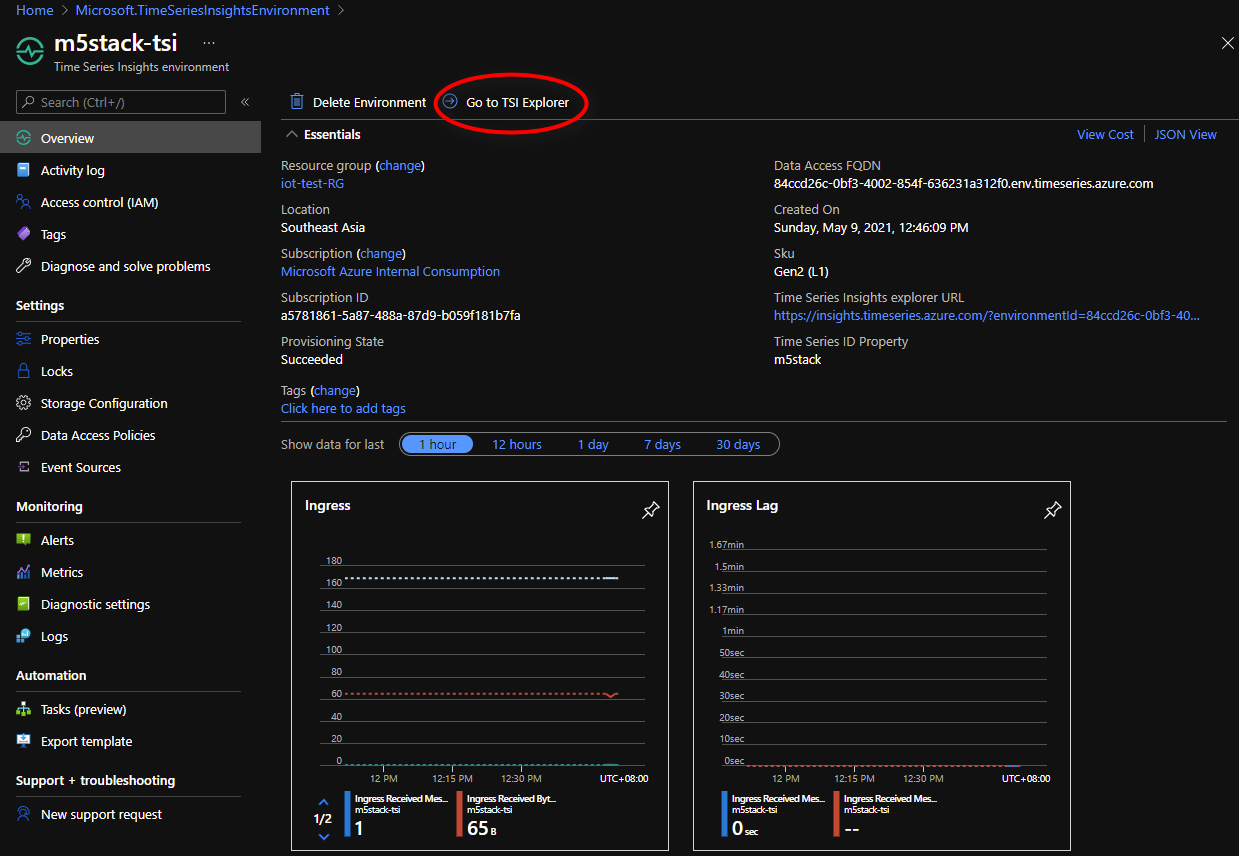 Home > Microsoft.TimeSeriesInsightsEnvironment >
m5stack-tsi ...
Time Series Insights environment
Search (Ctrl+/)
«
Overview
Activity log
Access control (IAM)
Tags
Diagnose and solve problems
Settings
Properties
Locks
Storage Configuration
Data Access Policies
Event Sources
Monitoring
Alerts
Metrics
Diagnostic settings
Logs
Automation
Tasks (preview)
Export template
Support + troubleshooting
New support request
Delete Environment Go to TSI Explorer
Essentials
View Cost JSON View
Resource group (change)
iot-test-RG
Location
Southeast Asia
Subscription (change)
Microsoft Azure Internal Consumption
Subscription ID
a5781861-5a87-488a-87d9-b059f181b7fa
Provisioning State
Succeeded
Data Access FQDN
84ccd26c-0bf3-4002-854f-636231a312f0.env.timeseries.azure.com
Created On
Sunday, May 9, 2021, 12:46:09 PM
Sku
Gen2 (L1)
Time Series Insights explorer URL
https://insights.timeseries.azure.com/?environmentId=84ccd26c-0bf3-40...
Time Series ID Property
m5stack
Tags (change)
Click here to add tags
Show data for last 1 hour 12 hours 1 day 7 days 30 days
Ingress
180
160
140
120
100
80
60
40
20
0
12 PM 12:15 PM 12:30 PM UTC+08:00
1/2
Ingress Received Mes...
m5stack-tsi
1
Ingress Received Byt...
m5stack-tsi
65 B
Ingress Lag
1.67min
1.5min
1.33min
1.17min
1min
50sec
40sec
30sec
20sec
10sec
0sec
12 PM 12:15 PM 12:30 PM UTC+08:00
Ingress Received Mes...
m5stack-tsi
0 sec
Ingress Received Mes...
m5stack-tsi
--